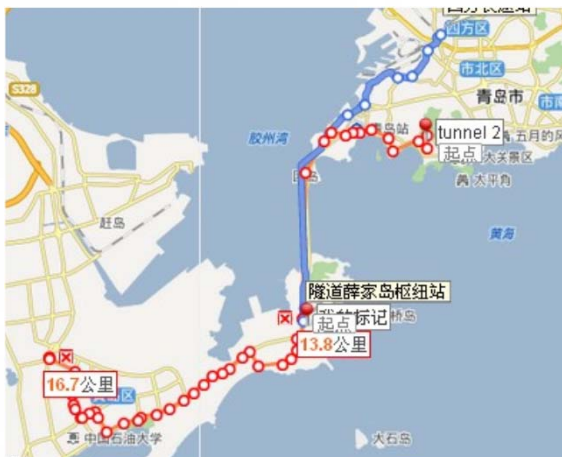 四方区
市北区
S328
青岛市
市南
胶州湾
青岛站
tunnel 2
五月的风
起点
大关景区
太平角
赶岛
黄海
隧道薛家岛枢纽站
的标记
起点
桥岛
13.8公里
16.7公里
中国石油大学
大石岛